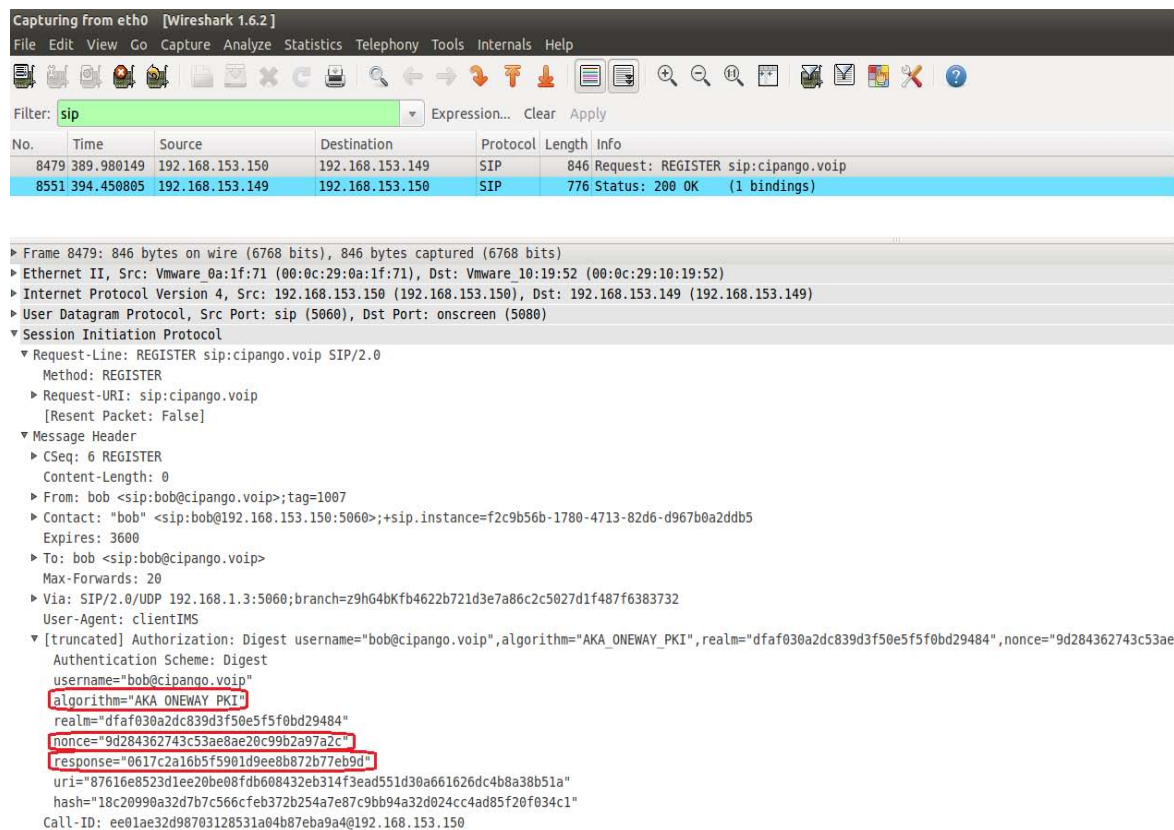 Capturing from eth0 [Wireshark 1.6.2 ]
File Edit View Go Capture Analyze Statistics Telephony Tools Internals Help
Filter: sip Expression... Clear Apply
No. Time Source Destination Protocol Length Info
8479 389.980149 192.168.153.150 192.168.153.149 SIP 846 Request: REGISTER sip:cipango.voip
8551 394.450805 192.168.153.149 192.168.153.150 SIP 776 Status: 200 OK (1 bindings)
Frame 8479: 846 bytes on wire (6768 bits), 846 bytes captured (6768 bits)
Ethernet II, Src: Vmware_0a:1f:71 (00:0c:29:0a:1f:71), Dst: Vmware_10:19:52 (00:0c:29:10:19:52)
Internet Protocol Version 4, Src: 192.168.153.150 (192.168.153.150), Dst: 192.168.153.149 (192.168.153.149)
User Datagram Protocol, Src Port: sip (5060), Dst Port: onscreen (5080)
Session Initiation Protocol
Request-Line: REGISTER sip:cipango.voip SIP/2.0
Method: REGISTER
Request-URI: sip:cipango.voip
[Resent Packet: False]
Message Header
CSeq: 6 REGISTER
Content-Length: 0
From: bob <sip:bob@cipango.voip>;tag=1007
Contact: "bob" <sip:bob@192.168.153.150:5060>;+sip.instance=f2c9b56b-1780-4713-82d6-d967b0a2ddb5
Expires: 3600
To: bob <sip:bob@cipango.voip>
Max-Forwards: 20
Via: SIP/2.0/UDP 192.168.1.3:5060;branch=z9hG4bKfb4622b721d3e7a86c2c5027d1f487f6383732
User-Agent: clientIMS
[truncated] Authorization: Digest username="bob@cipango.voip",algorithm="AKA_ONEWAY_PKI",realm="dfaf030a2dc839d3f50e5f5f0bd29484",nonce="9d284362743c53ae
Authentication Scheme: Digest
username="bob@cipango.voip"
algorithm="AKA ONEWAY PKI"
realm="dfaf030a2dc839d3f50e5f5f0bd29484"
nonce="9d284362743c53ae8ae20c99b2a97a2c"
response="0617c2a16b5f5901d9ee8b872b77eb9d"
uri="87616e8523d1ee20be08fdb608432eb314f3ead551d30a661626dc4b8a38b51a"
hash="18c20990a32d7b7c566cfeb372b254a7e87c9bb94a32d024cc4ad85f20f034c1"
Call-ID: ee01ae32d98703128531a04b87eba9a4@192.168.153.150